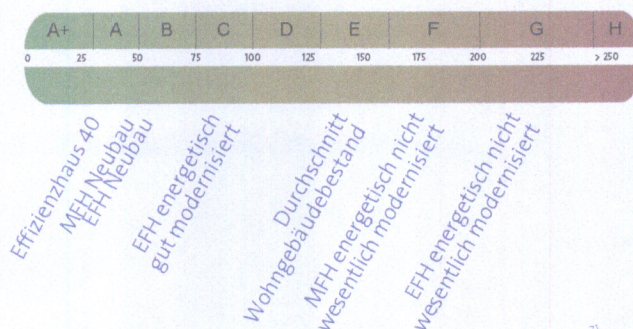 A+ A B C D E F G H
0 25 50 75 100 125 150 175 200 225 > 250
Effizienzhaus 40
MFH Neubau
EFH Neubau
EFH energetisch
gut modernisiert
Durchschnitt
Wohngebäudebestand
MFH energetisch nicht
wesentlich modernisiert
EFH energetisch nicht
wesentlich modernisiert